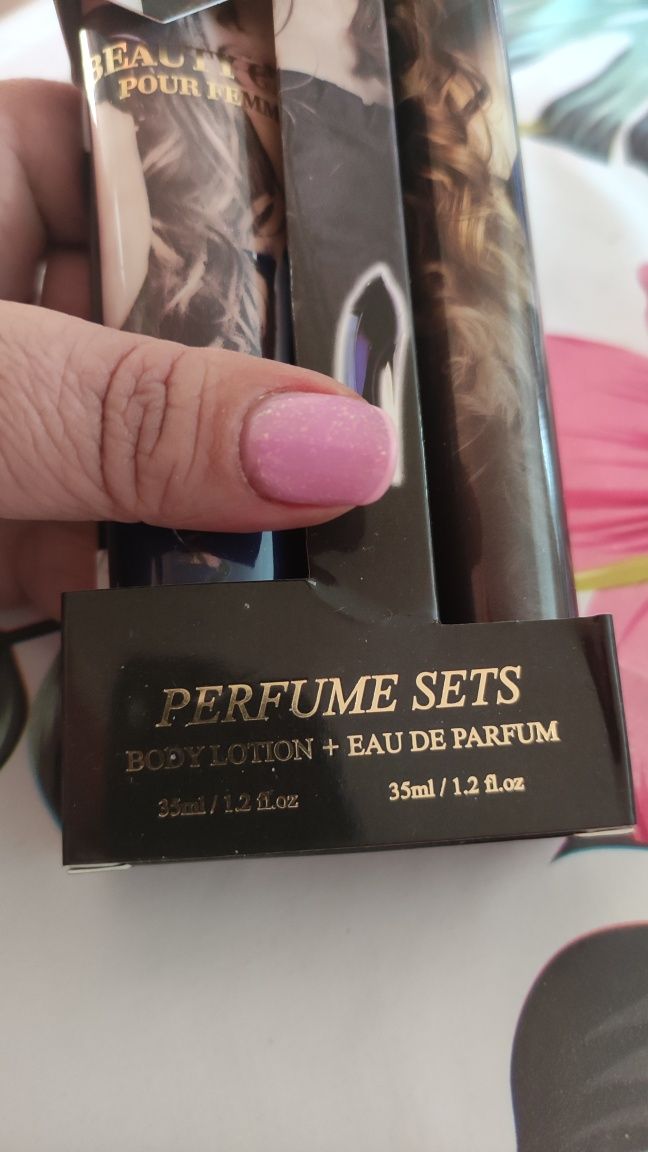 BEAUTY
POUR FEMM
PERFUME SETS
BODY LOTION + EAU DE PARFUM
35ml / 1.2 fl.oz 35ml / 1.2 fl.oz